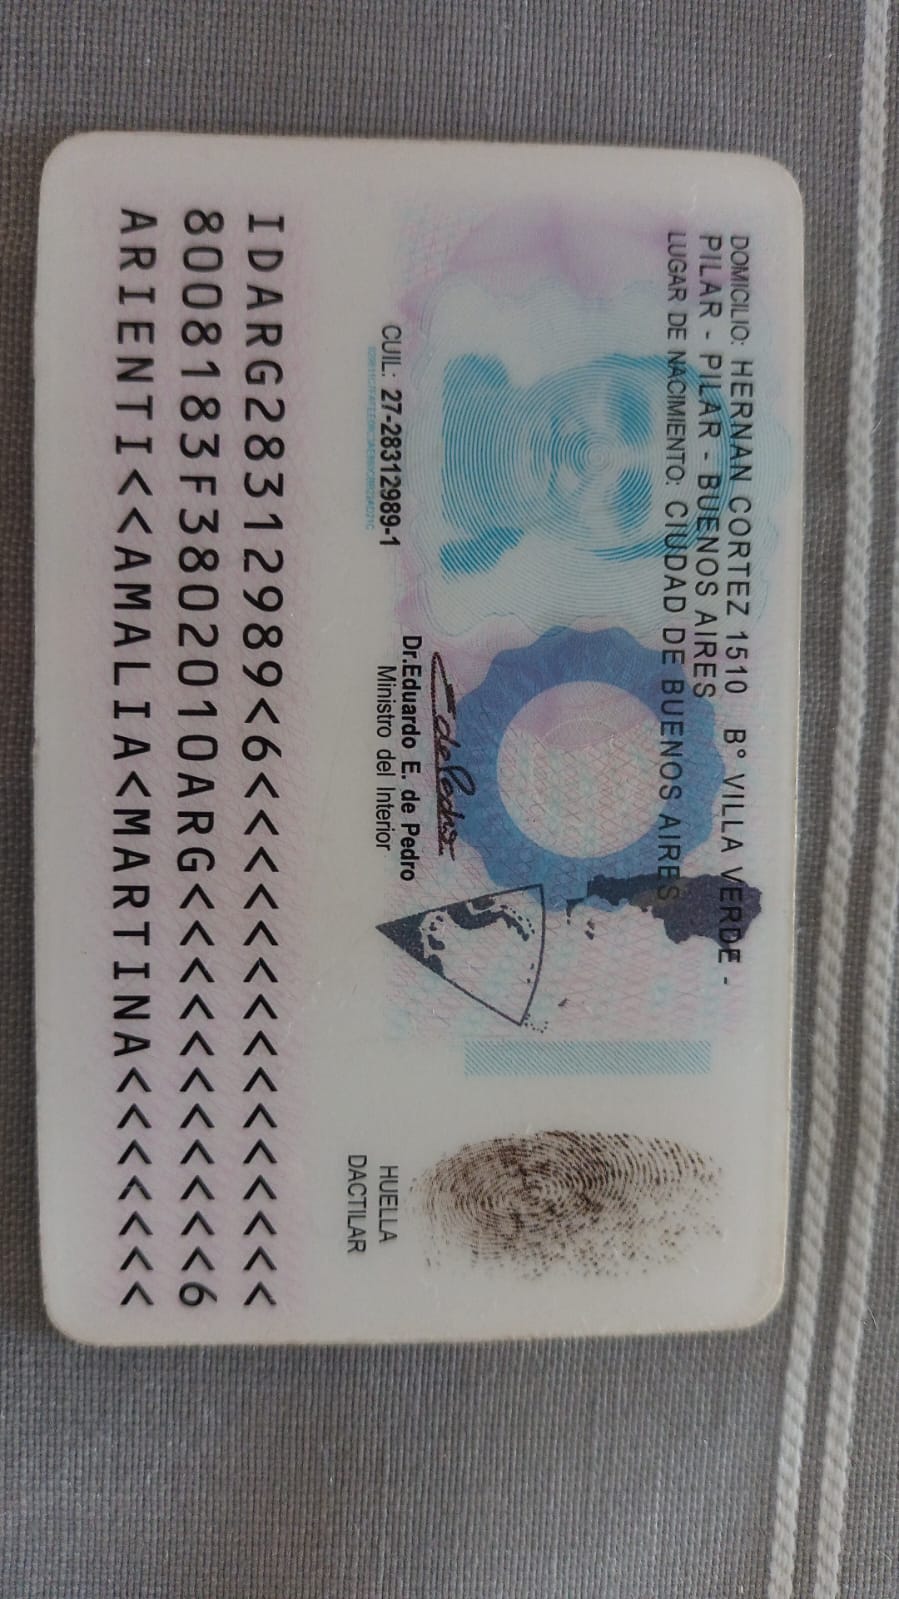 DOMICILIO: HERNAN CORTEZ 1510 B° VILLA VERDE -
PILAR - PILAR - BUENOS AIRES
LUGAR DE NACIMIENTO: CIUDAD DE BUENOS AIRES
CUIL: 27-28312989-1
Dr.Eduardo E. de Pedro
Ministro del Interior
HUELLA
DACTILAR
IDARG28312989<6<<<<<<<<<<<<<<<
8008183F3802010ARG<<<<<<<<<<<6
ARIENTI<<AMALIA<MARTINA<<<<<<<